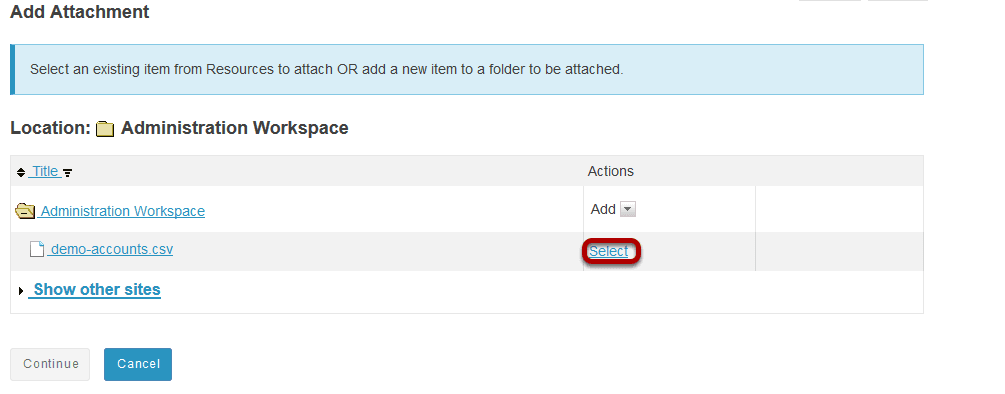 Add Attachment
Select an existing item from Resources to attach OR add a new item to a folder to be attached.
Location: Administration Workspace
Title Actions
Administration Workspace Add
demo-accounts.csv Select
Show other sites
Continue Cancel